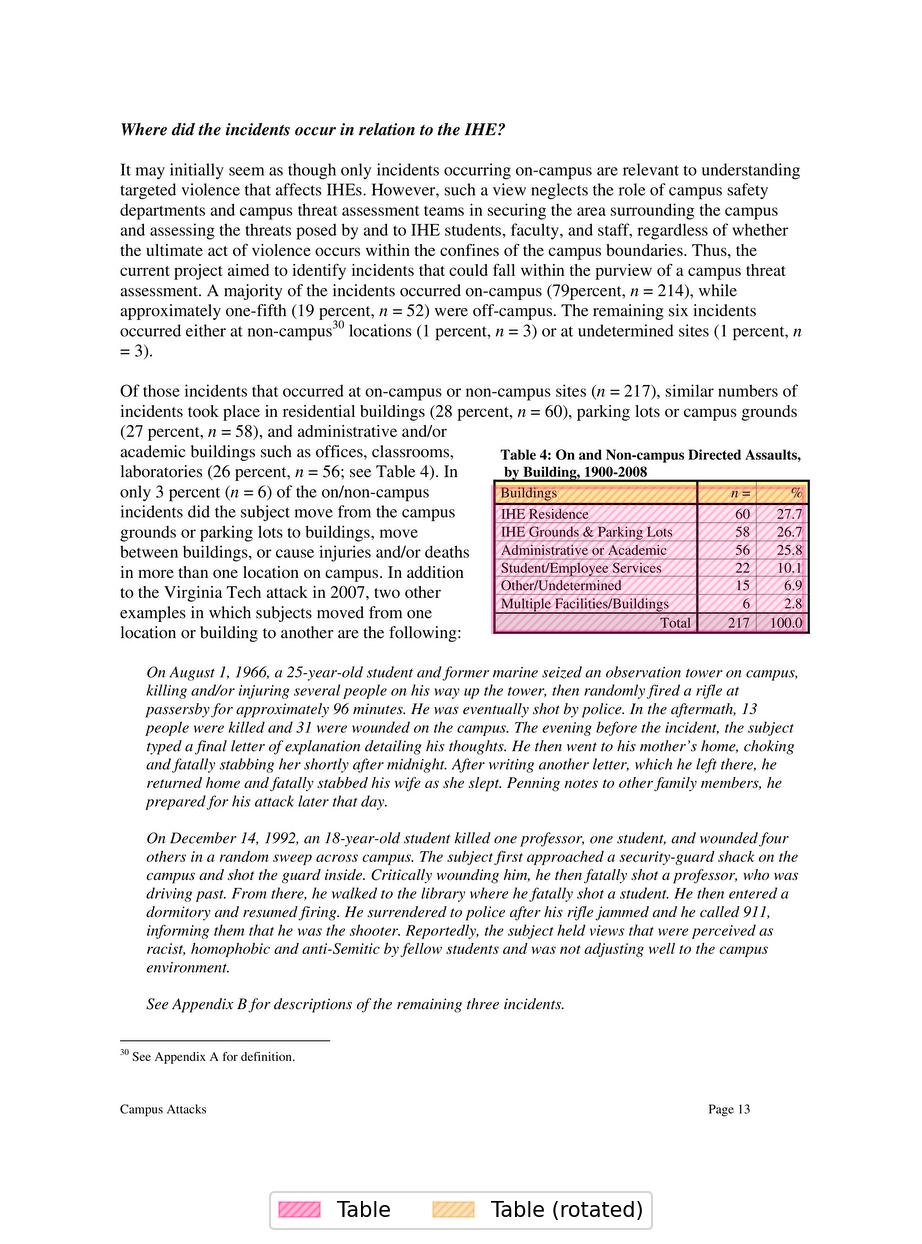 Where did the incidents occur in relation to the IHE?
It may initially seem as though only incidents occurring on-campus are relevant to understanding
targeted violence that affects IHEs. However, such a view neglects the role of campus safety
departments and campus threat assessment teams in securing the area surrounding the campus
and assessing the threats posed by and to IHE students, faculty, and staff, regardless of whether
the ultimate act of violence occurs within the confines of the campus boundaries. Thus, the
current project aimed to identify incidents that could fall within the purview of a campus threat
assessment. A majority of the incidents occurred on-campus (79percent, n = 214), while
approximately one-fifth (19 percent, n = 52) were off-campus. The remaining six incidents
occurred either at non-campus30 locations (1 percent, n = 3) or at undetermined sites (1 percent, n
= 3).
Of those incidents that occurred at on-campus or non-campus sites (n = 217), similar numbers of
incidents took place in residential buildings (28 percent, n = 60), parking lots or campus grounds
(27 percent, n = 58), and administrative and/or
academic buildings such as offices, classrooms,
laboratories (26 percent, n = 56; see Table 4). In
only 3 percent (n = 6) of the on/non-campus
incidents did the subject move from the campus
grounds or parking lots to buildings, move
between buildings, or cause injuries and/or deaths
in more than one location on campus. In addition
to the Virginia Tech attack in 2007, two other
examples in which subjects moved from one
location or building to another are the following:
Table 4: On and Non-campus Directed Assaults,
by Building, 1900-2008
Buildings n = %
IHE Residence 60 27.7
IHE Grounds & Parking Lots 58 26.7
Administrative or Academic 56 25.8
Student/Employee Services 22 10.1
Other/Undetermined 15 6.9
Multiple Facilities/Buildings 6 2.8
Total 217 100.0
On August 1, 1966, a 25-year-old student and former marine seized an observation tower on campus,
killing and/or injuring several people on his way up the tower, then randomly fired a rifle at
passersby for approximately 96 minutes. He was eventually shot by police. In the aftermath, 13
people were killed and 31 were wounded on the campus. The evening before the incident, the subject
typed a final letter of explanation detailing his thoughts. He then went to his mother's home, choking
and fatally stabbing her shortly after midnight. After writing another letter, which he left there, he
returned home and fatally stabbed his wife as she slept. Penning notes to other family members, he
prepared for his attack later that day.
On December 14, 1992, an 18-year-old student killed one professor, one student, and wounded four
others in a random sweep across campus. The subject first approached a security-guard shack on the
campus and shot the guard inside. Critically wounding him, he then fatally shot a professor, who was
driving past. From there, he walked to the library where he fatally shot a student. He then entered a
dormitory and resumed firing. He surrendered to police after his rifle jammed and he called 911,
informing them that he was the shooter. Reportedly, the subject held views that were perceived as
racist, homophobic and anti-Semitic by fellow students and was not adjusting well to the campus
environment.
See Appendix B for descriptions of the remaining three incidents.
30 See Appendix A for definition.
Campus Attacks Page 13
Table Table (rotated)